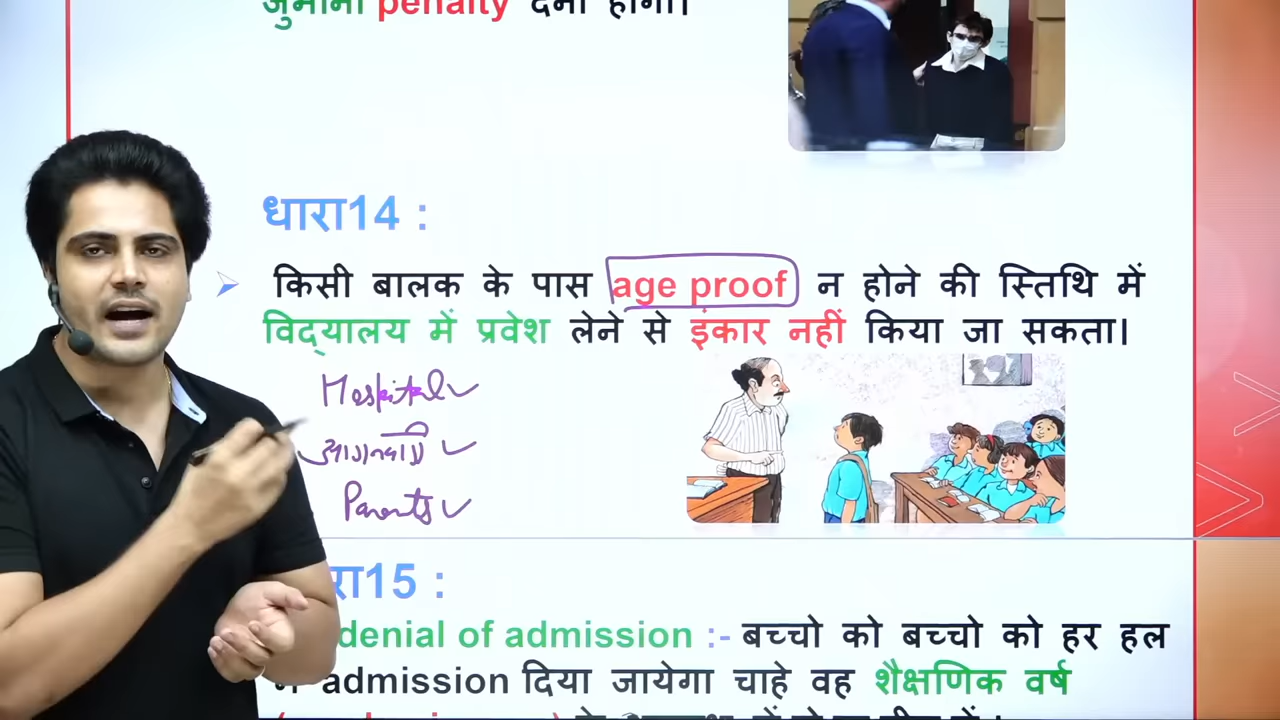 जुर्माना penalty देना होगा।
धारा14 :
किसी बालक के पास age proof न होने की स्तिथि में
विद्यालय में प्रवेश लेने से इंकार नहीं किया जा सकता।
Hospital
आंगनवाड़ी
Parents
रा15 :
denial of admission :- बच्चो को बच्चो को हर हल
में admission दिया जायेगा चाहे वह शैक्षणिक वर्ष